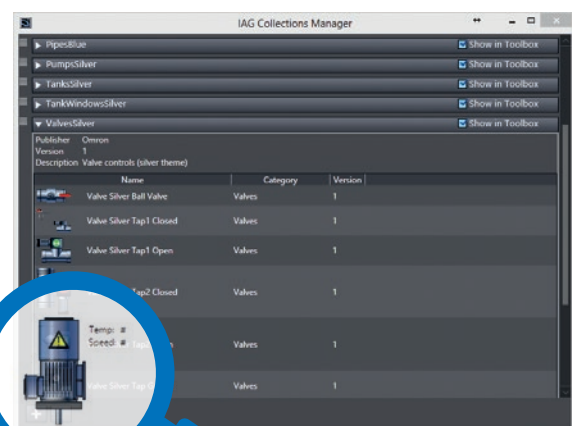 IAG Collections Manager
PipesBlue Show in Toolbox
PumpsSilver Show in Toolbox
TanksSilver Show in Toolbox
TankWindowsSilver Show in Toolbox
ValvesSilver Show in Toolbox
Publisher Omron
Version 1
Description Valve controls (silver theme)
Name Category Version
Valve Silver Ball Valve Valves 1
Valve Silver Tap1 Closed Valves 1
Valve Silver Tap1 Open Valves 1
Tap2 Closed Valves 1
Temp: #
Speed: #
Valves 1
Valve Silver Tap Valves 1